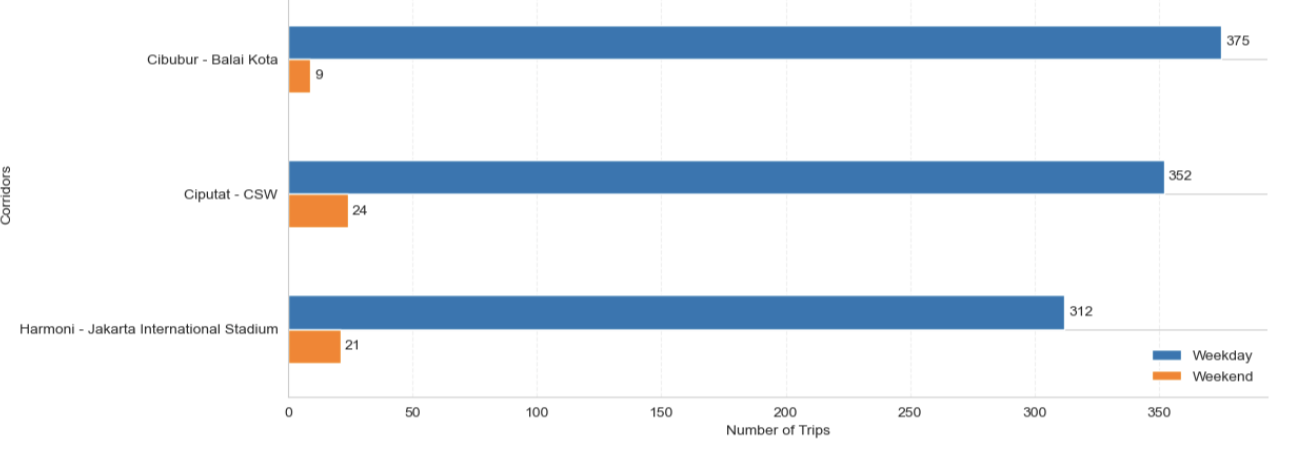 Corridors
Cibubur - Balai Kota
375
9
Ciputat - CSW
352
24
Harmoni - Jakarta International Stadium
312
21
Weekday
Weekend
0 50 100 150 200 250 300 350
Number of Trips